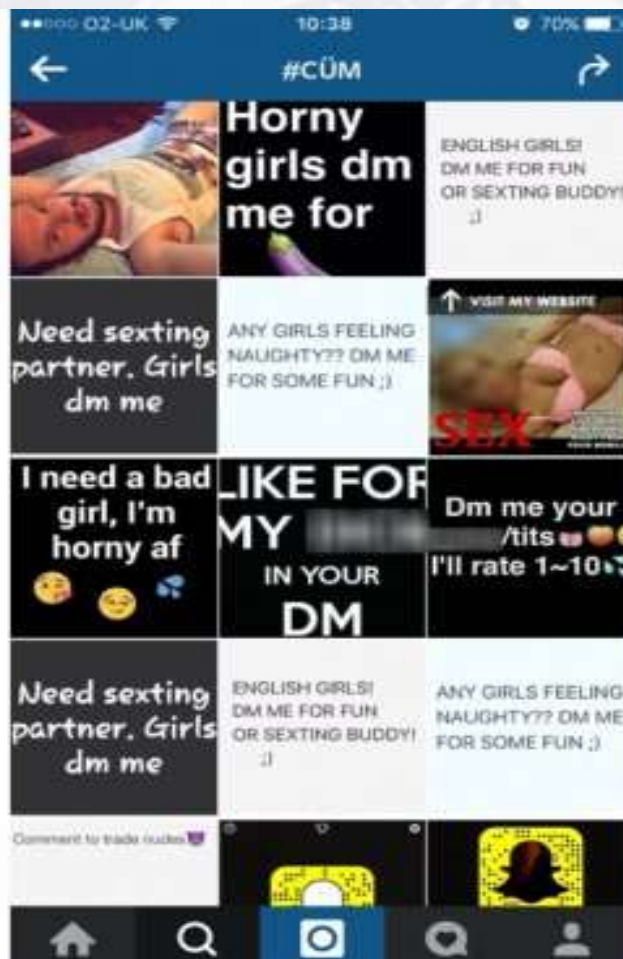 O2-UK
10:38
70%
#CÜM
Horny
girls dm
me for
ENGLISH GIRLS!
DM ME FOR FUN
OR SEXTING BUDDY!
;)
Need sexting
partner. Girls
dm me
ANY GIRLS FEELING
NAUGHTY?? DM ME
FOR SOME FUN ;)
VISIT MY WEBSITE
SEX
I need a bad
girl, I'm
horny af
LIKE FOR
MY
IN YOUR
DM
Dm me your
/tits
I'll rate 1~10
Need sexting
partner. Girls
dm me
ENGLISH GIRLS!
DM ME FOR FUN
OR SEXTING BUDDY!
;)
ANY GIRLS FEELING
NAUGHTY?? DM ME
FOR SOME FUN ;)
Comment to trade nudes